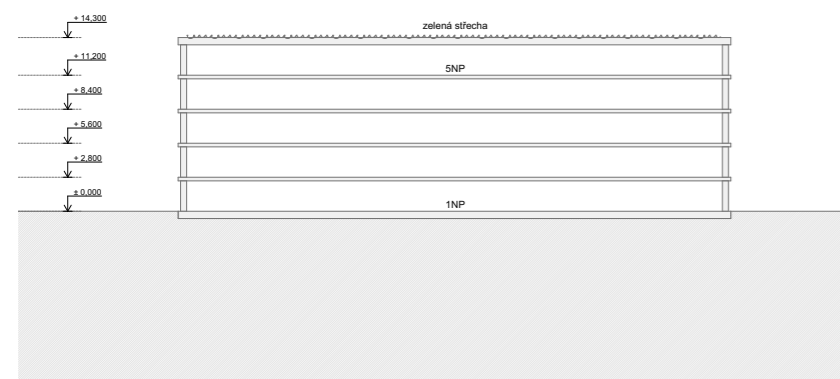 + 14,300
zelená střecha
+ 11,200
5NP
+ 8,400
+ 5,600
+ 2,800
± 0,000
1NP